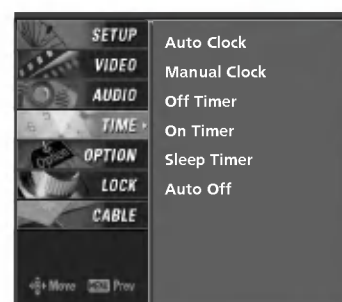 SETUP
VIDEO
AUDIO
TIME
OPTION
LOCK
CABLE
Move MENU Prev
Auto Clock
Manual Clock
Off Timer
On Timer
Sleep Timer
Auto Off